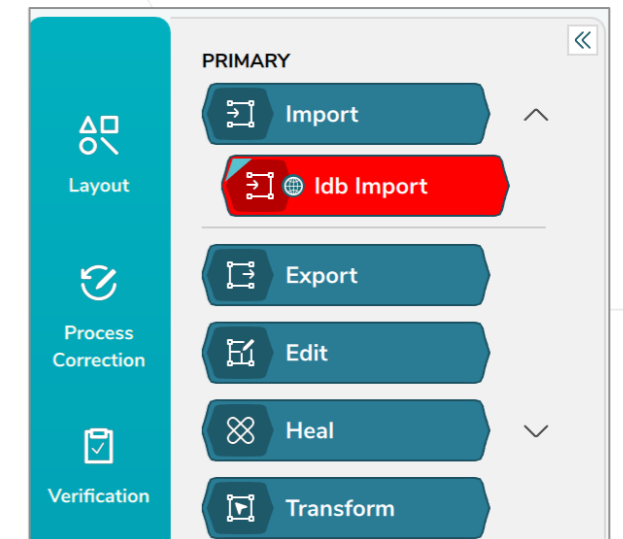 Layout
Process
Correction
Verification
PRIMARY
Import
Idb Import
Export
Edit
Heal
Transform